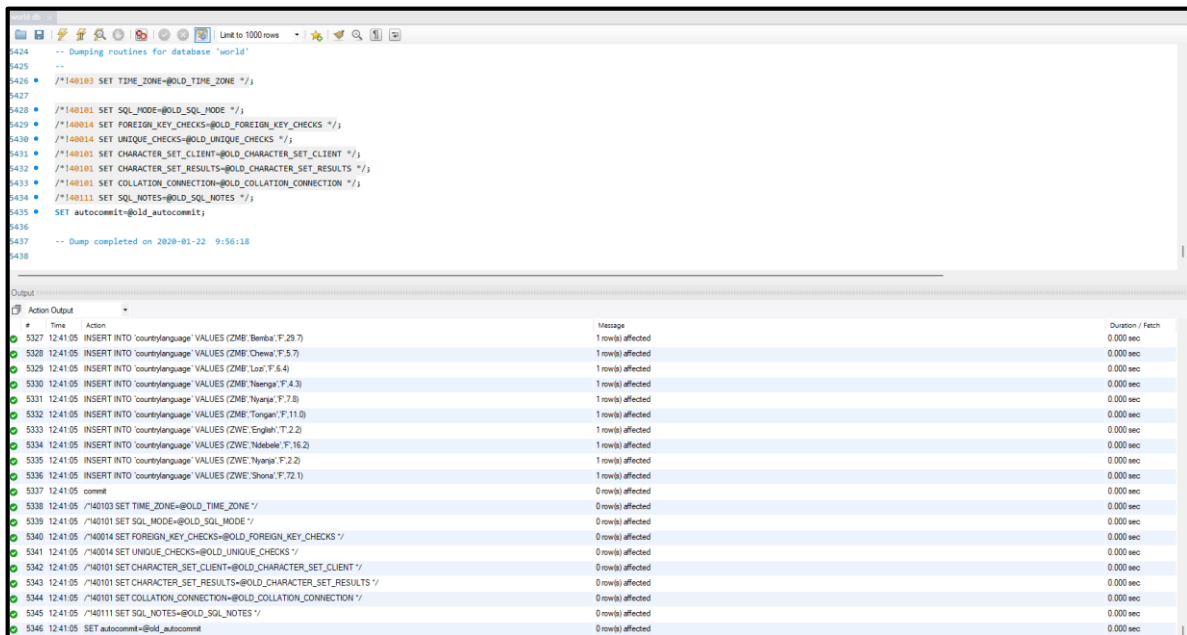 world db ×
Limit to 1000 rows
5424 -- Dumping routines for database 'world'
5425 --
5426 /*!40103 SET TIME_ZONE=@OLD_TIME_ZONE */;
5427
5428 /*!40101 SET SQL_MODE=@OLD_SQL_MODE */;
5429 /*!40014 SET FOREIGN_KEY_CHECKS=@OLD_FOREIGN_KEY_CHECKS */;
5430 /*!40014 SET UNIQUE_CHECKS=@OLD_UNIQUE_CHECKS */;
5431 /*!40101 SET CHARACTER_SET_CLIENT=@OLD_CHARACTER_SET_CLIENT */;
5432 /*!40101 SET CHARACTER_SET_RESULTS=@OLD_CHARACTER_SET_RESULTS */;
5433 /*!40101 SET COLLATION_CONNECTION=@OLD_COLLATION_CONNECTION */;
5434 /*!40111 SET SQL_NOTES=@OLD_SQL_NOTES */;
5435 SET autocommit=@old_autocommit;
5436
5437 -- Dump completed on 2020-01-22 9:56:18
5438
Output
Action Output
# Time Action Message Duration / Fetch
5327 12:41:05 INSERT INTO `countrylanguage` VALUES ('ZMB','Bemba','F',29.7) 1 row(s) affected 0.000 sec
5328 12:41:05 INSERT INTO `countrylanguage` VALUES ('ZMB','Chewa','F',5.7) 1 row(s) affected 0.000 sec
5329 12:41:05 INSERT INTO `countrylanguage` VALUES ('ZMB','Lozi','F',6.4) 1 row(s) affected 0.000 sec
5330 12:41:05 INSERT INTO `countrylanguage` VALUES ('ZMB','Nsenga','F',4.3) 1 row(s) affected 0.000 sec
5331 12:41:05 INSERT INTO `countrylanguage` VALUES ('ZMB','Nyanja','F',7.8) 1 row(s) affected 0.000 sec
5332 12:41:05 INSERT INTO `countrylanguage` VALUES ('ZMB','Tongan','F',11.0) 1 row(s) affected 0.000 sec
5333 12:41:05 INSERT INTO `countrylanguage` VALUES ('ZWE','English','T',2.2) 1 row(s) affected 0.000 sec
5334 12:41:05 INSERT INTO `countrylanguage` VALUES ('ZWE','Ndebele','F',16.2) 1 row(s) affected 0.000 sec
5335 12:41:05 INSERT INTO `countrylanguage` VALUES ('ZWE','Nyanja','F',2.2) 1 row(s) affected 0.000 sec
5336 12:41:05 INSERT INTO `countrylanguage` VALUES ('ZWE','Shona','F',72.1) 1 row(s) affected 0.000 sec
5337 12:41:05 commit 0 row(s) affected 0.000 sec
5338 12:41:05 /*!40103 SET TIME_ZONE=@OLD_TIME_ZONE */ 0 row(s) affected 0.000 sec
5339 12:41:05 /*!40101 SET SQL_MODE=@OLD_SQL_MODE */ 0 row(s) affected 0.000 sec
5340 12:41:05 /*!40014 SET FOREIGN_KEY_CHECKS=@OLD_FOREIGN_KEY_CHECKS */ 0 row(s) affected 0.000 sec
5341 12:41:05 /*!40014 SET UNIQUE_CHECKS=@OLD_UNIQUE_CHECKS */ 0 row(s) affected 0.000 sec
5342 12:41:05 /*!40101 SET CHARACTER_SET_CLIENT=@OLD_CHARACTER_SET_CLIENT */ 0 row(s) affected 0.000 sec
5343 12:41:05 /*!40101 SET CHARACTER_SET_RESULTS=@OLD_CHARACTER_SET_RESULTS */ 0 row(s) affected 0.000 sec
5344 12:41:05 /*!40101 SET COLLATION_CONNECTION=@OLD_COLLATION_CONNECTION */ 0 row(s) affected 0.000 sec
5345 12:41:05 /*!40111 SET SQL_NOTES=@OLD_SQL_NOTES */ 0 row(s) affected 0.000 sec
5346 12:41:05 SET autocommit=@old_autocommit 0 row(s) affected 0.000 sec